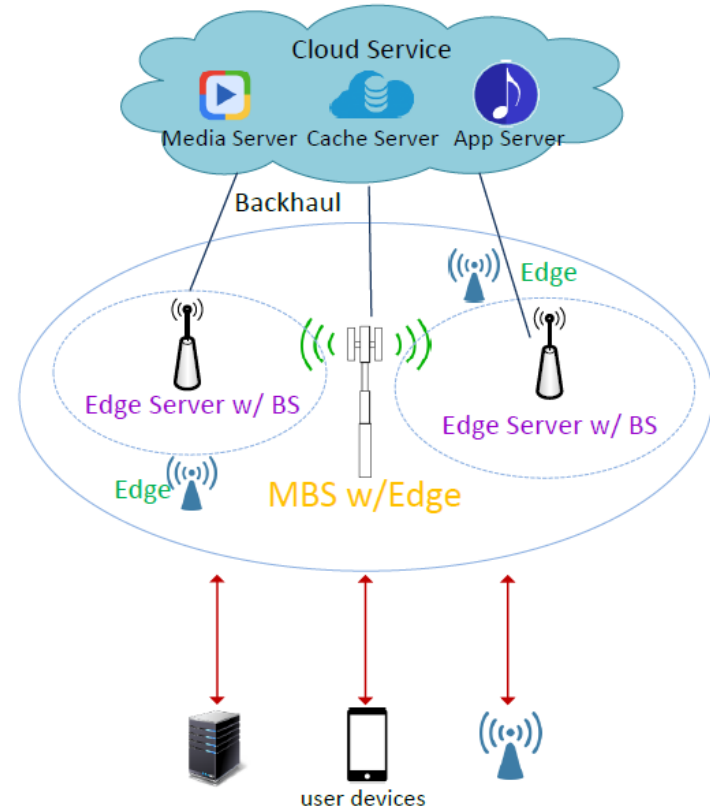 Cloud Service
Media Server
Cache Server
App Server
Backhaul
Edge
Edge Server w/ BS
Edge Server w/ BS
Edge
MBS w/Edge
user devices